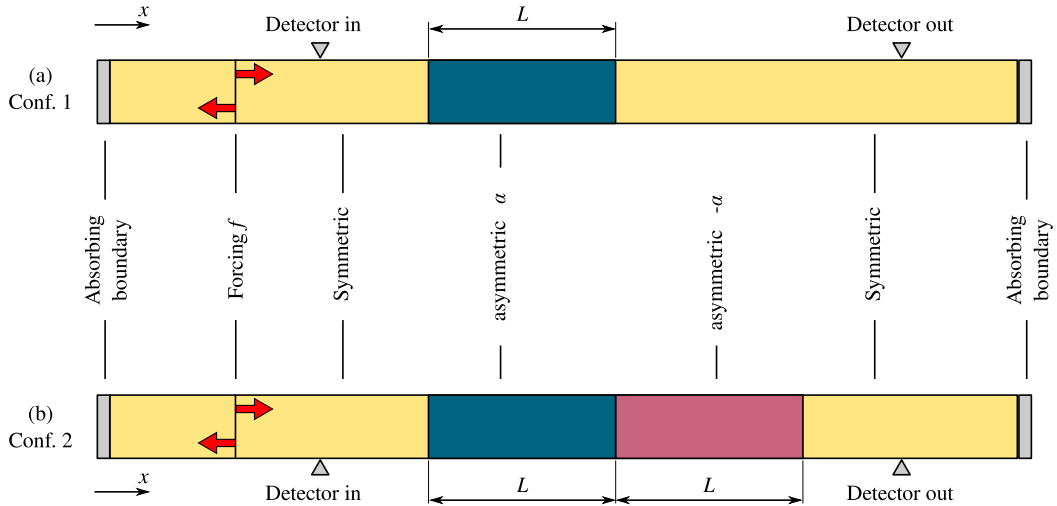 x
Detector in
L
Detector out
(a)
Conf. 1
Absorbing
boundary
Forcing f
Symmetric
asymmetric α
asymmetric -α
Symmetric
Absorbing
boundary
(b)
Conf. 2
x
Detector in
L
L
Detector out